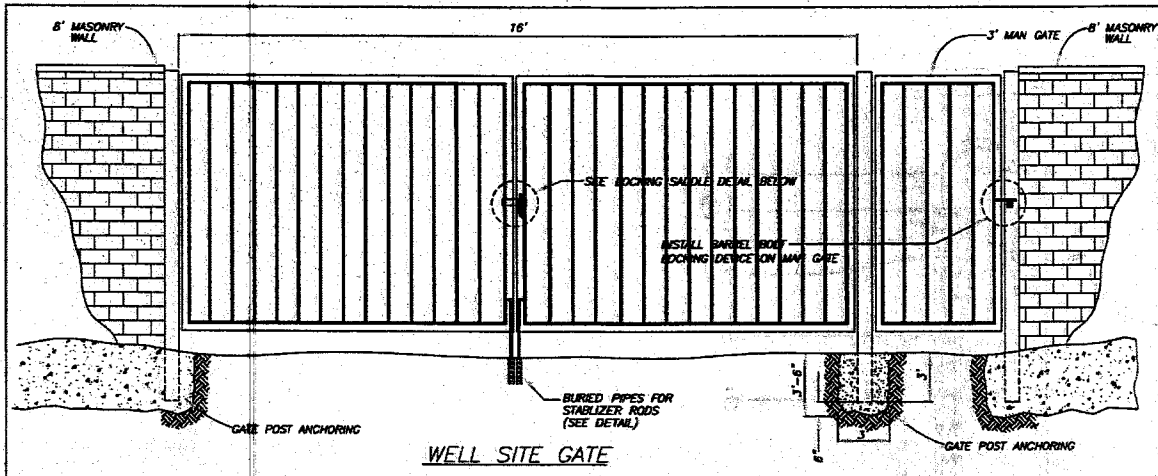 8' MASONRY
WALL
16'
3' MAN GATE
8' MASONRY
WALL
SEE LOCKING SADDLE DETAIL BELOW
INSTALL BARREL BOLT
LOCKING DEVICE ON MAN GATE
3'-6"
3'
BURIED PIPES FOR
STABLIZER RODS
(SEE DETAIL)
GATE POST ANCHORING
6"
3'
GATE POST ANCHORING
WELL SITE GATE